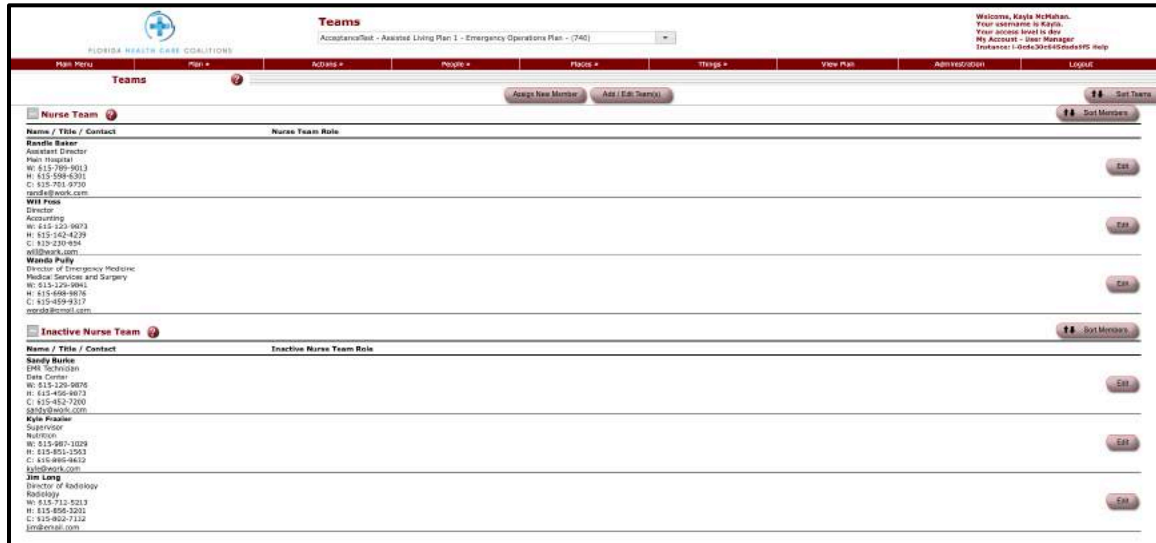 Teams
Welcome, Kayla McMahan.
Your username is Kayla.
Your access level is dev
My Account - User Manager
AcceptanceTest - Assisted Living Plan 1 - Emergency Operations Plan - (746)
FLORIDA HEALTH CARE COALITIONS
Main Menu Plan Actions People Places Things View Plan Administration Logout
Teams
Assign New Member Add / Edit Team(s) Sort Teams
Nurse Team Sort Members
Name / Title / Contact Nurse Team Role
Randle Baker
Assistant Director
Main Hospital
W: 615-789-9013
H: 615-598-6301
C: 615-701-9730
randle@work.com
Edit
Will Foss
Director
Accounting
W: 615-123-9873
H: 615-142-4239
C: 615-230-694
will@work.com
Edit
Wanda Pully
Director of Emergency Medicine
Medical Services and Surgery
W: 615-129-9841
H: 615-698-9876
C: 615-459-9317
wanda@email.com
Edit
Inactive Nurse Team Sort Members
Name / Title / Contact Inactive Nurse Team Role
Sandy Burke
EMR Technician
Data Center
W: 615-129-9876
H: 615-456-9873
C: 615-452-7200
sandy@work.com
Edit
Kyle Frazier
Supervisor
Nutrition
W: 615-987-1029
H: 615-851-1563
C: 615-895-9632
kyle@work.com
Edit
Jim Long
Director of Radiology
Radiology
W: 615-712-5213
H: 615-856-3201
C: 615-802-7132
jim@email.com
Edit